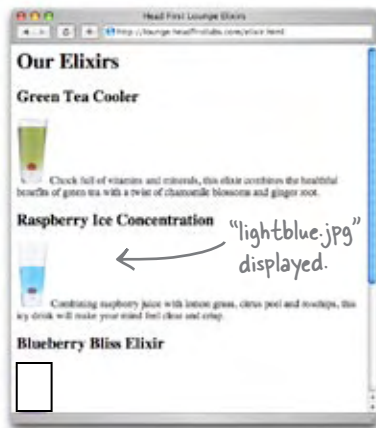 Head First Lounge Elixirs
http://lounge.headfirstlabs.com/elixir.html
Our Elixirs
Green Tea Cooler
Chock full of vitamins and minerals, this elixir combines the healthful
benefits of green tea with a twist of chamomile blossoms and ginger root.
Raspberry Ice Concentration
"lightblue.jpg"
displayed.
Combining raspberry juice with lemon grass, citrus peel and rosehips, this
icy drink will make your mind feel clear and crisp.
Blueberry Bliss Elixir